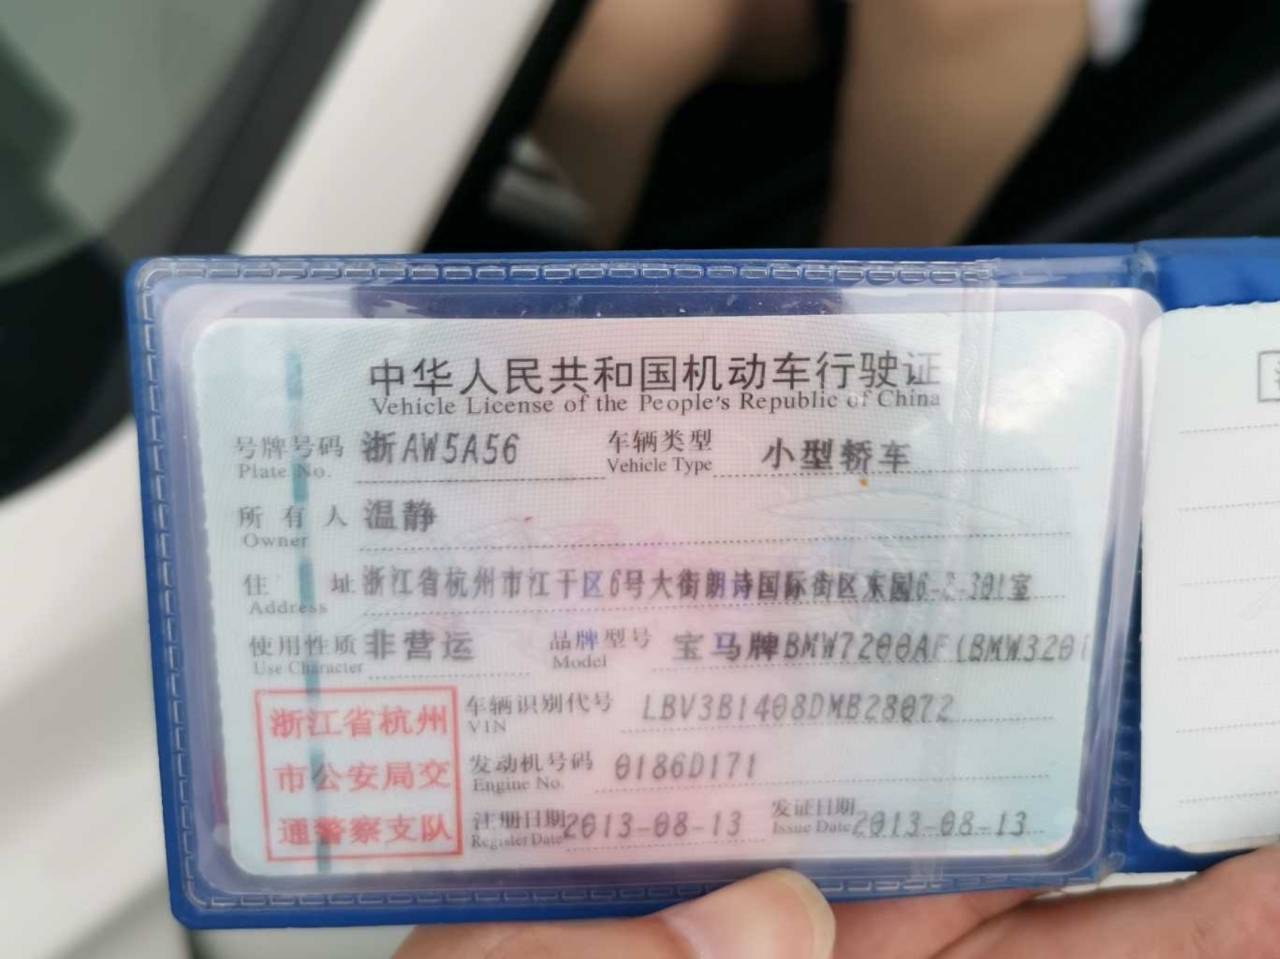 中华人民共和国机动车行驶证
Vehicle License of the People's Republic of China
号牌号码 浙AW5A56 车辆类型 小型轿车
Plate No. Vehicle Type
所有人 温静
Owner
住址 浙江省杭州市江干区6号大街朗诗国际街区东园6-2-301室
Address
使用性质 非营运 品牌型号 宝马牌BMW7200AF(BMW320i
Use Character Model
浙江省杭州
市公安局交
通警察支队
车辆识别代号 LBV3B1408DMB28072
VIN
发动机号码 0186D171
Engine No.
注册日期 2013-08-13 发证日期 2013-08-13
Register Date Issue Date